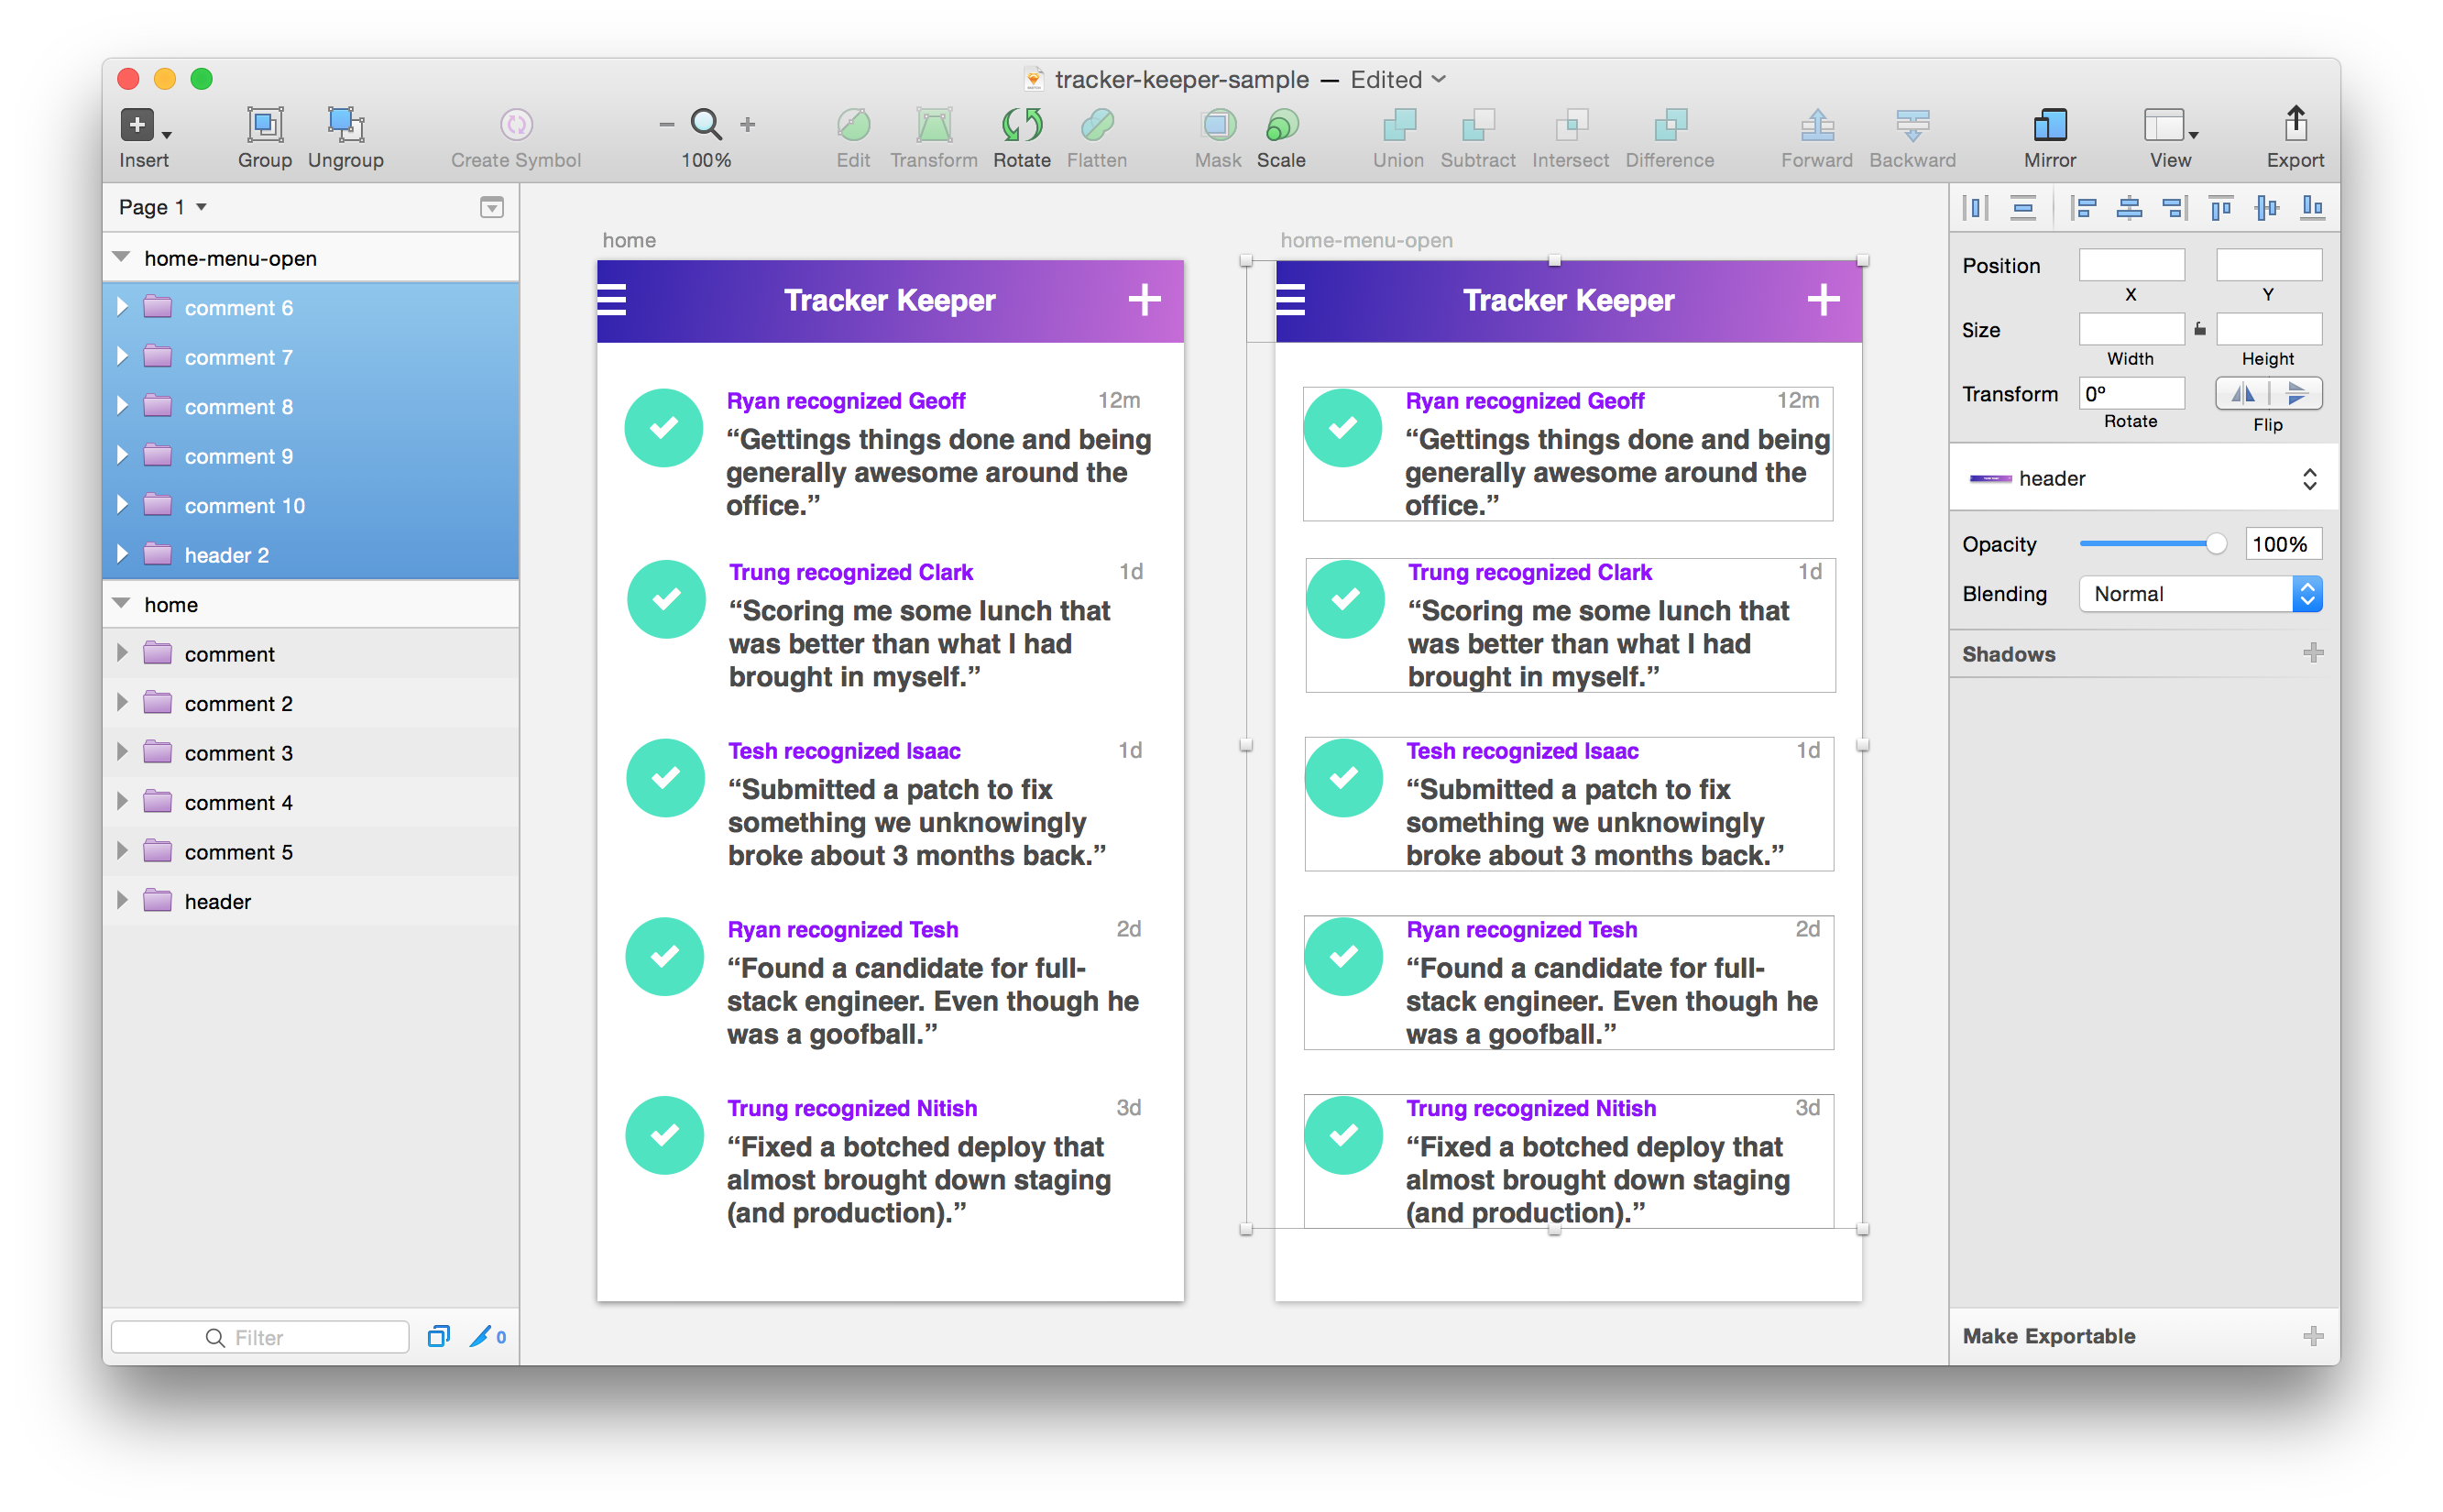 tracker-keeper-sample — Edited
Insert
Group
Ungroup
Create Symbol
100%
Edit
Transform
Rotate
Flatten
Mask
Scale
Union
Subtract
Intersect
Difference
Forward
Backward
Mirror
View
Export
Page 1
home-menu-open
comment 6
comment 7
comment 8
comment 9
comment 10
header 2
home
comment
comment 2
comment 3
comment 4
comment 5
header
Filter
0
home
Tracker Keeper
Ryan recognized Geoff 12m
“Gettings things done and being
generally awesome around the
office.”
Trung recognized Clark 1d
“Scoring me some lunch that
was better than what I had
brought in myself.”
Tesh recognized Isaac 1d
“Submitted a patch to fix
something we unknowingly
broke about 3 months back.”
Ryan recognized Tesh 2d
“Found a candidate for full-
stack engineer. Even though he
was a goofball.”
Trung recognized Nitish 3d
“Fixed a botched deploy that
almost brought down staging
(and production).”
home-menu-open
Tracker Keeper
Ryan recognized Geoff 12m
“Gettings things done and being
generally awesome around the
office.”
Trung recognized Clark 1d
“Scoring me some lunch that
was better than what I had
brought in myself.”
Tesh recognized Isaac 1d
“Submitted a patch to fix
something we unknowingly
broke about 3 months back.”
Ryan recognized Tesh 2d
“Found a candidate for full-
stack engineer. Even though he
was a goofball.”
Trung recognized Nitish 3d
“Fixed a botched deploy that
almost brought down staging
(and production).”
Position
X Y
Size
Width Height
Transform 0º
Rotate Flip
header
Opacity 100%
Blending Normal
Shadows
Make Exportable